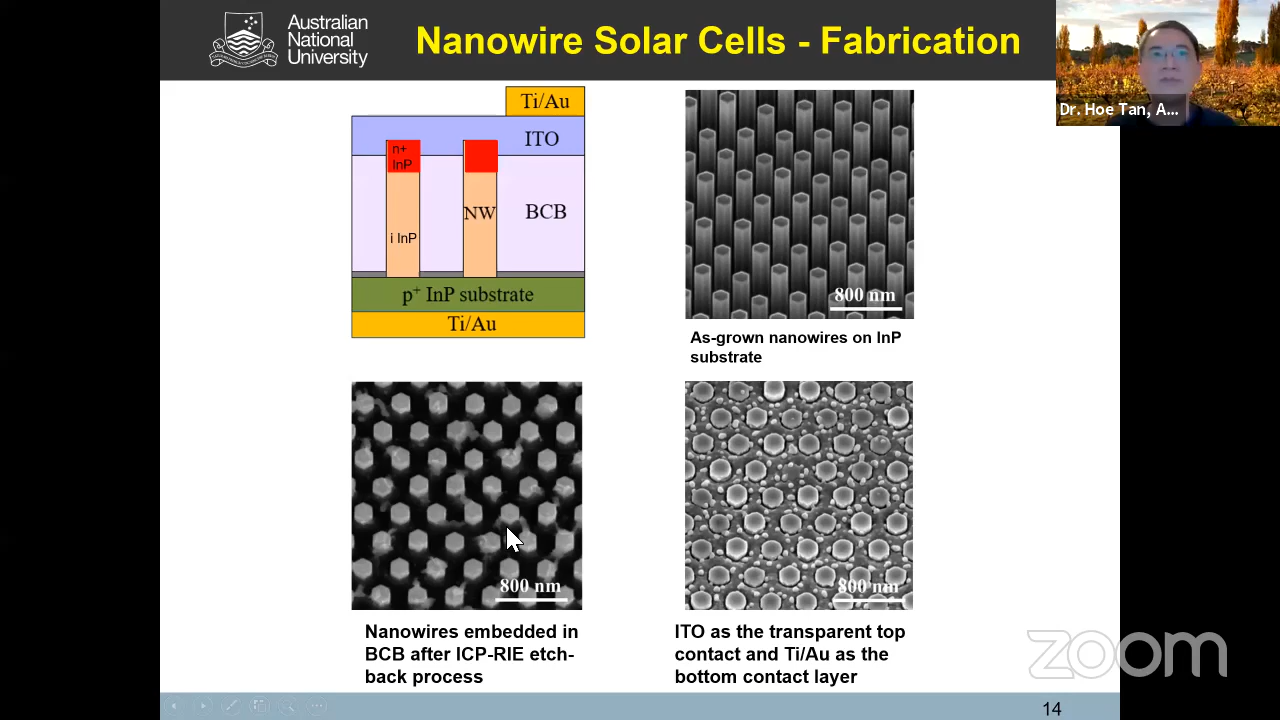 Australian
National
University
Nanowire Solar Cells - Fabrication
Dr. Hoe Tan, A...
Ti/Au
ITO
n+
InP
NW
BCB
i InP
p+ InP substrate
Ti/Au
800 nm
As-grown nanowires on InP
substrate
800 nm
Nanowires embedded in
BCB after ICP-RIE etch-
back process
800 nm
ITO as the transparent top
contact and Ti/Au as the
bottom contact layer
zoom
14